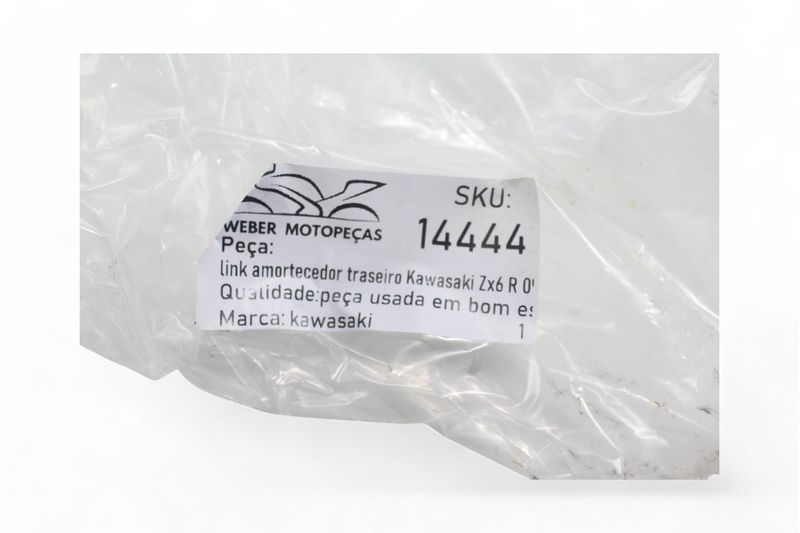 SKU:
14444
WEBER MOTOPEÇAS
Peça:
link amortecedor traseiro Kawasaki Zx6 R
Qualidade:peça usada em bom
Marca: kawasaki
1